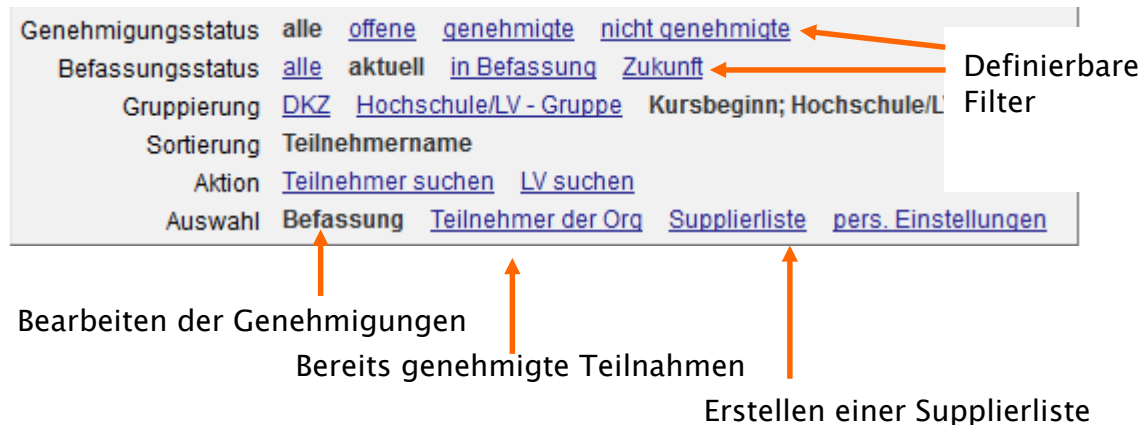 Genehmigungsstatus alle offene genehmigte nicht genehmigte
Befassungsstatus alle aktuell in Befassung Zukunft
Gruppierung DKZ Hochschule/LV - Gruppe Kursbeginn; Hochschule/L
Sortierung Teilnehmername
Aktion Teilnehmer suchen LV suchen
Auswahl Befassung Teilnehmer der Org Supplierliste pers. Einstellungen
Definierbare
Filter
Bearbeiten der Genehmigungen
Bereits genehmigte Teilnahmen
Erstellen einer Supplierliste